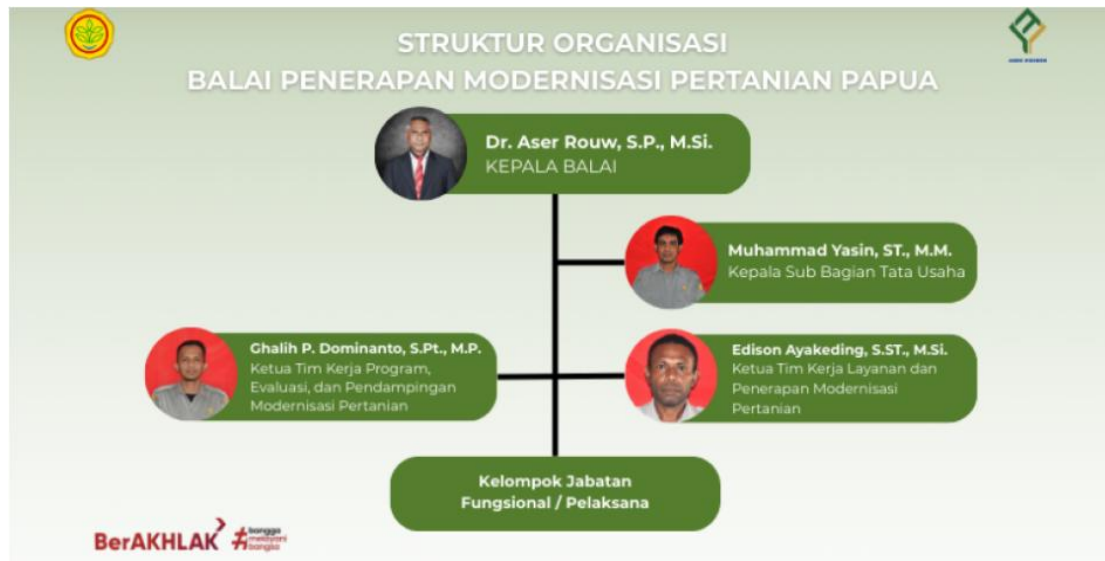 STRUKTUR ORGANISASI
BALAI PENERAPAN MODERNISASI PERTANIAN PAPUA
Dr. Aser Rouw, S.P., M.Si.
KEPALA BALAI
Muhammad Yasin, ST., M.M.
Kepala Sub Bagian Tata Usaha
Ghalih P. Dominanto, S.Pt., M.P.
Ketua Tim Kerja Program,
Evaluasi, dan Pendampingan
Modernisasi Pertanian
Edison Ayakeding, S.ST., M.Si.
Ketua Tim Kerja Layanan dan
Penerapan Modernisasi
Pertanian
Kelompok Jabatan
Fungsional / Pelaksana
BerAKHLAK
#bangga
melayani
bangsa